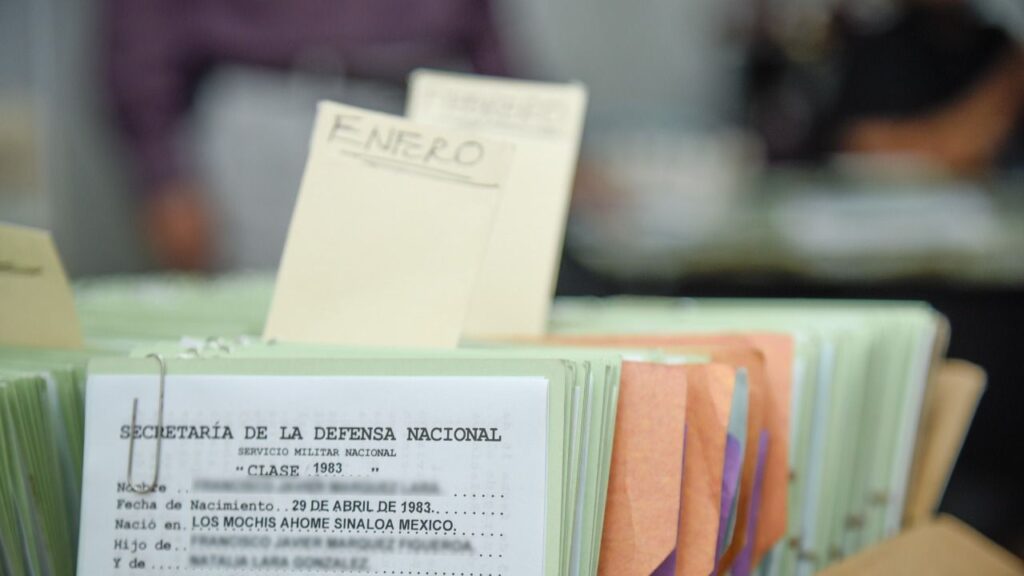 ENERO
SECRETARÍA DE LA DEFENSA NACIONAL
SERVICIO MILITAR NACIONAL
"CLASE 1983 "
Nombre ..
Fecha de Nacimiento..29 DE ABRIL DE 1983.
Nació en. LOS MOCHIS AHOME SINALOA MEXICO.
Hijo de..
Y de ...